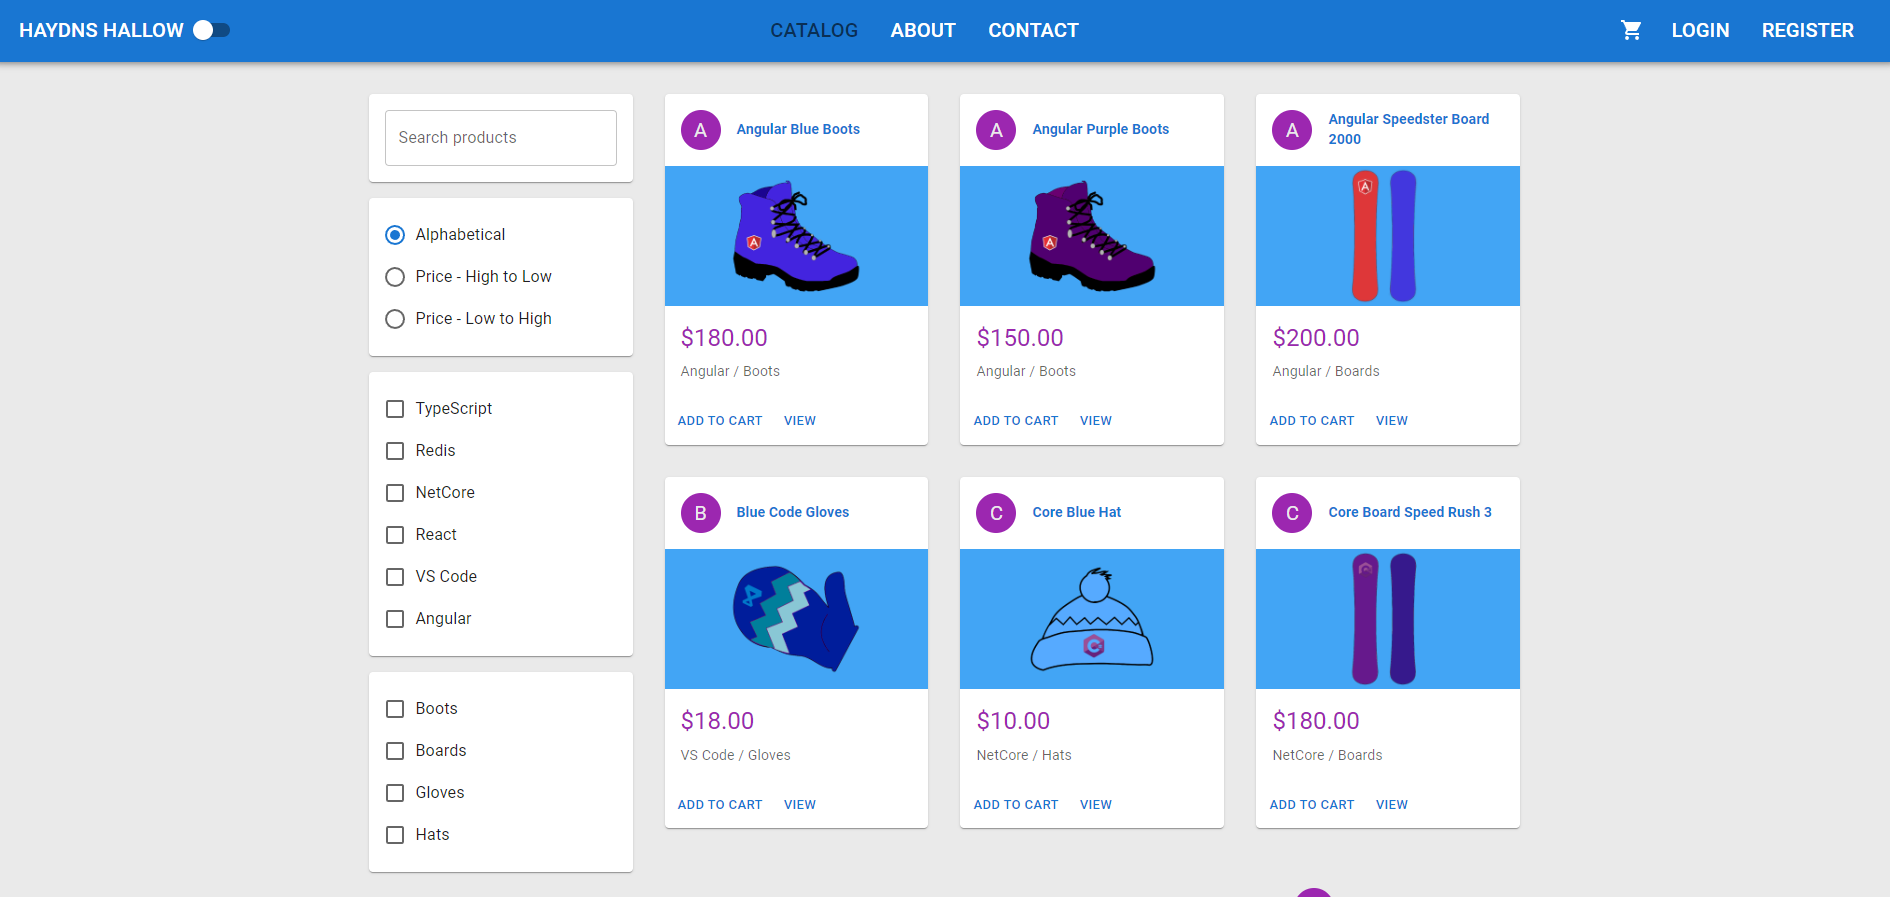 HAYDNS HALLOW
CATALOG
ABOUT
CONTACT
LOGIN
REGISTER
Search products
Alphabetical
Price - High to Low
Price - Low to High
TypeScript
Redis
NetCore
React
VS Code
Angular
Boots
Boards
Gloves
Hats
A
Angular Blue Boots
A
$180.00
Angular / Boots
ADD TO CART
VIEW
A
Angular Purple Boots
A
$150.00
Angular / Boots
ADD TO CART
VIEW
A
Angular Speedster Board
2000
A
$200.00
Angular / Boards
ADD TO CART
VIEW
B
Blue Code Gloves
$18.00
VS Code / Gloves
ADD TO CART
VIEW
C
Core Blue Hat
$10.00
NetCore / Hats
ADD TO CART
VIEW
C
Core Board Speed Rush 3
$180.00
NetCore / Boards
ADD TO CART
VIEW